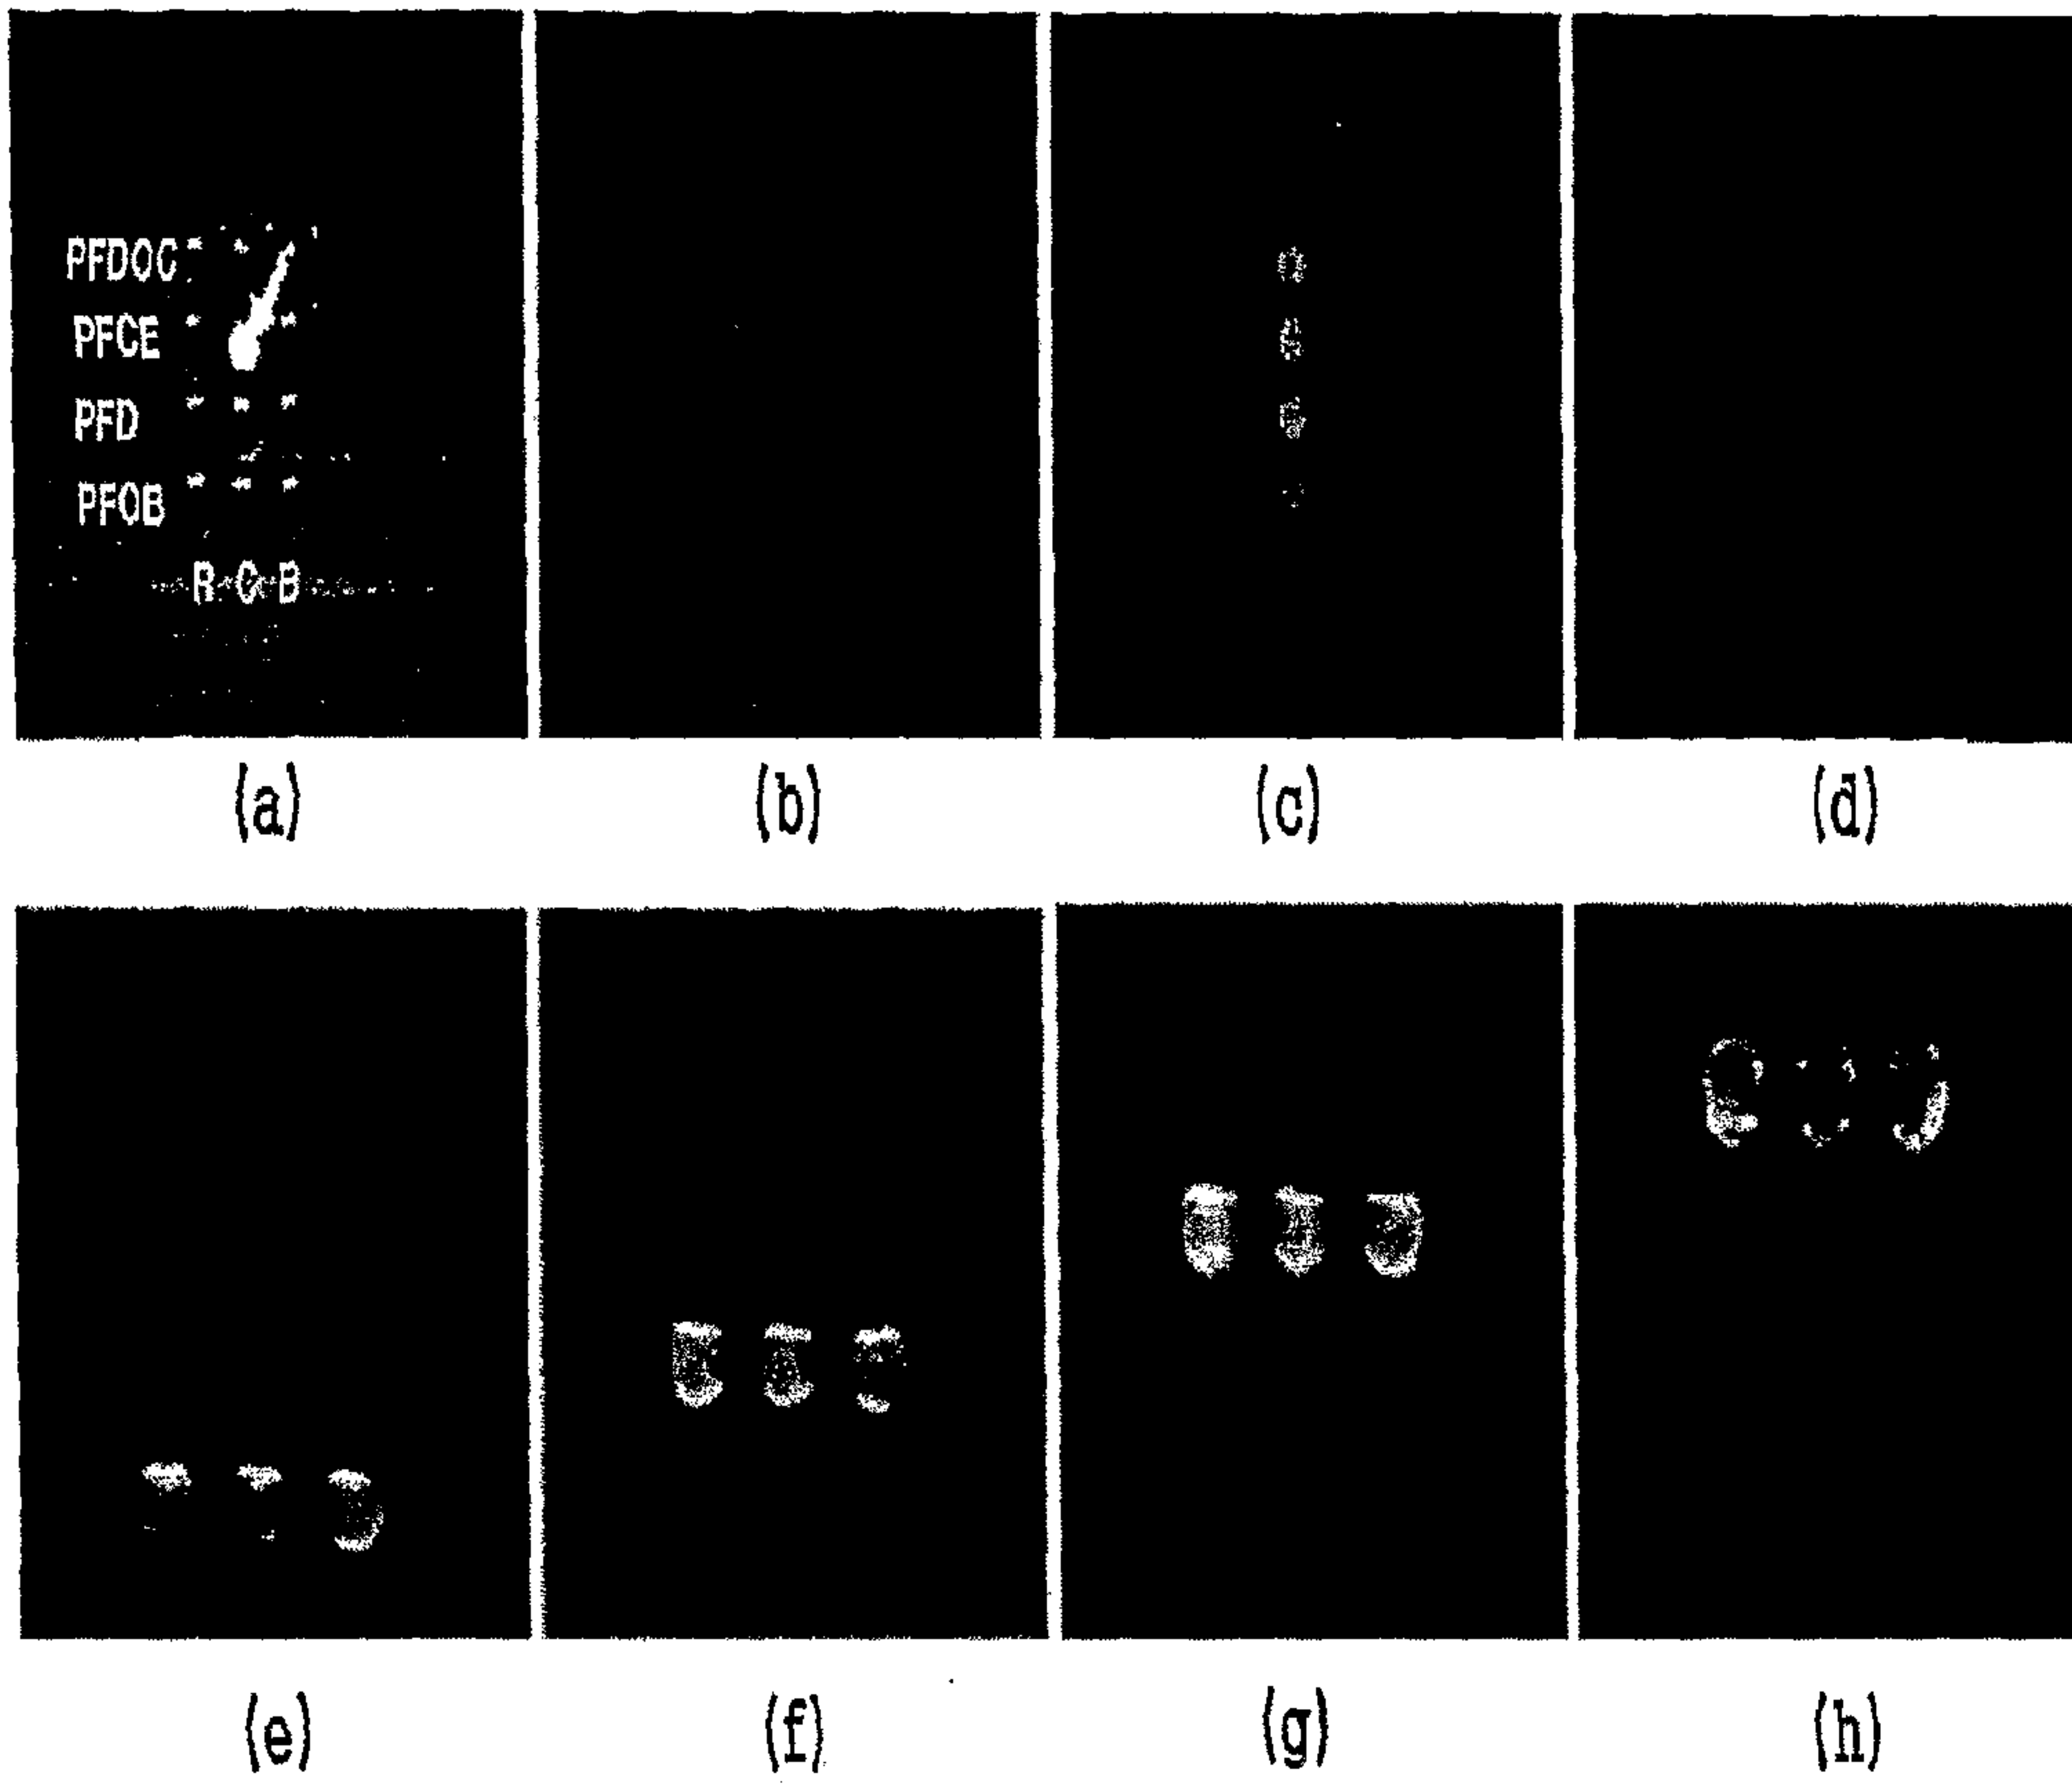 PFDOC
PFCE
PFD
PFOB
R G B
(a) (b) (c) (d)
(e) (f) (g) (h)